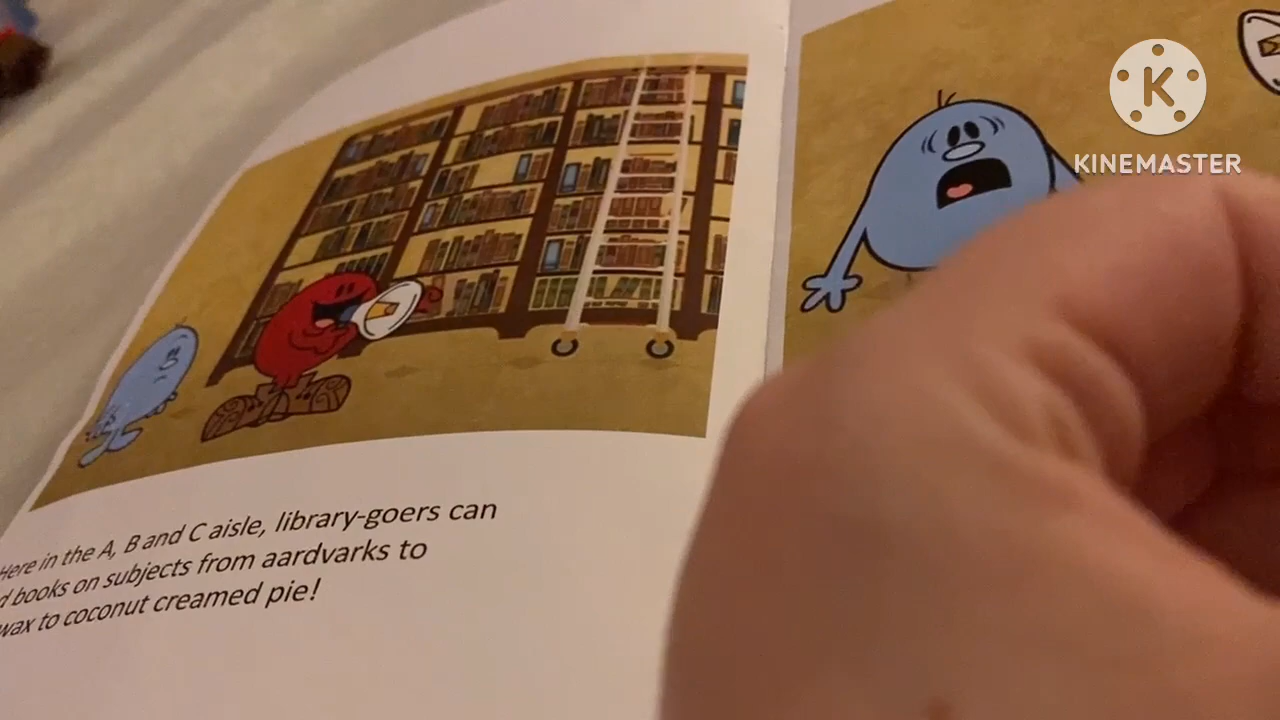 Here in the A, B and C aisle, library-goers can
books on subjects from aardvarks to
wax to coconut creamed pie!
K
KINEMASTER